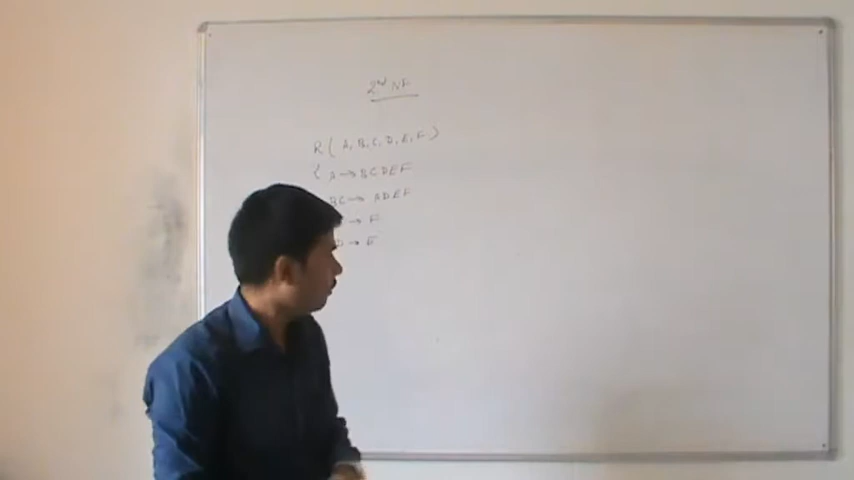 2nd NF
R( A, B, C, D, E, F )
{ A → BCDEF
BC → ADEF
→ F
D → E